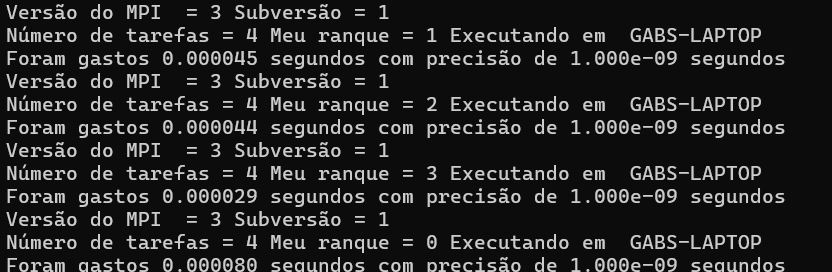 Versão do MPI  = 3 Subversão = 1
Número de tarefas = 4 Meu ranque = 1 Executando em  GABS-LAPTOP
Foram gastos 0.000045 segundos com precisão de 1.000e-09 segundos
Versão do MPI  = 3 Subversão = 1
Número de tarefas = 4 Meu ranque = 2 Executando em  GABS-LAPTOP
Foram gastos 0.000044 segundos com precisão de 1.000e-09 segundos
Versão do MPI  = 3 Subversão = 1
Número de tarefas = 4 Meu ranque = 3 Executando em  GABS-LAPTOP
Foram gastos 0.000029 segundos com precisão de 1.000e-09 segundos
Versão do MPI  = 3 Subversão = 1
Número de tarefas = 4 Meu ranque = 0 Executando em  GABS-LAPTOP
Foram gastos 0.000080 segundos com precisão de 1.000e-09 segundos